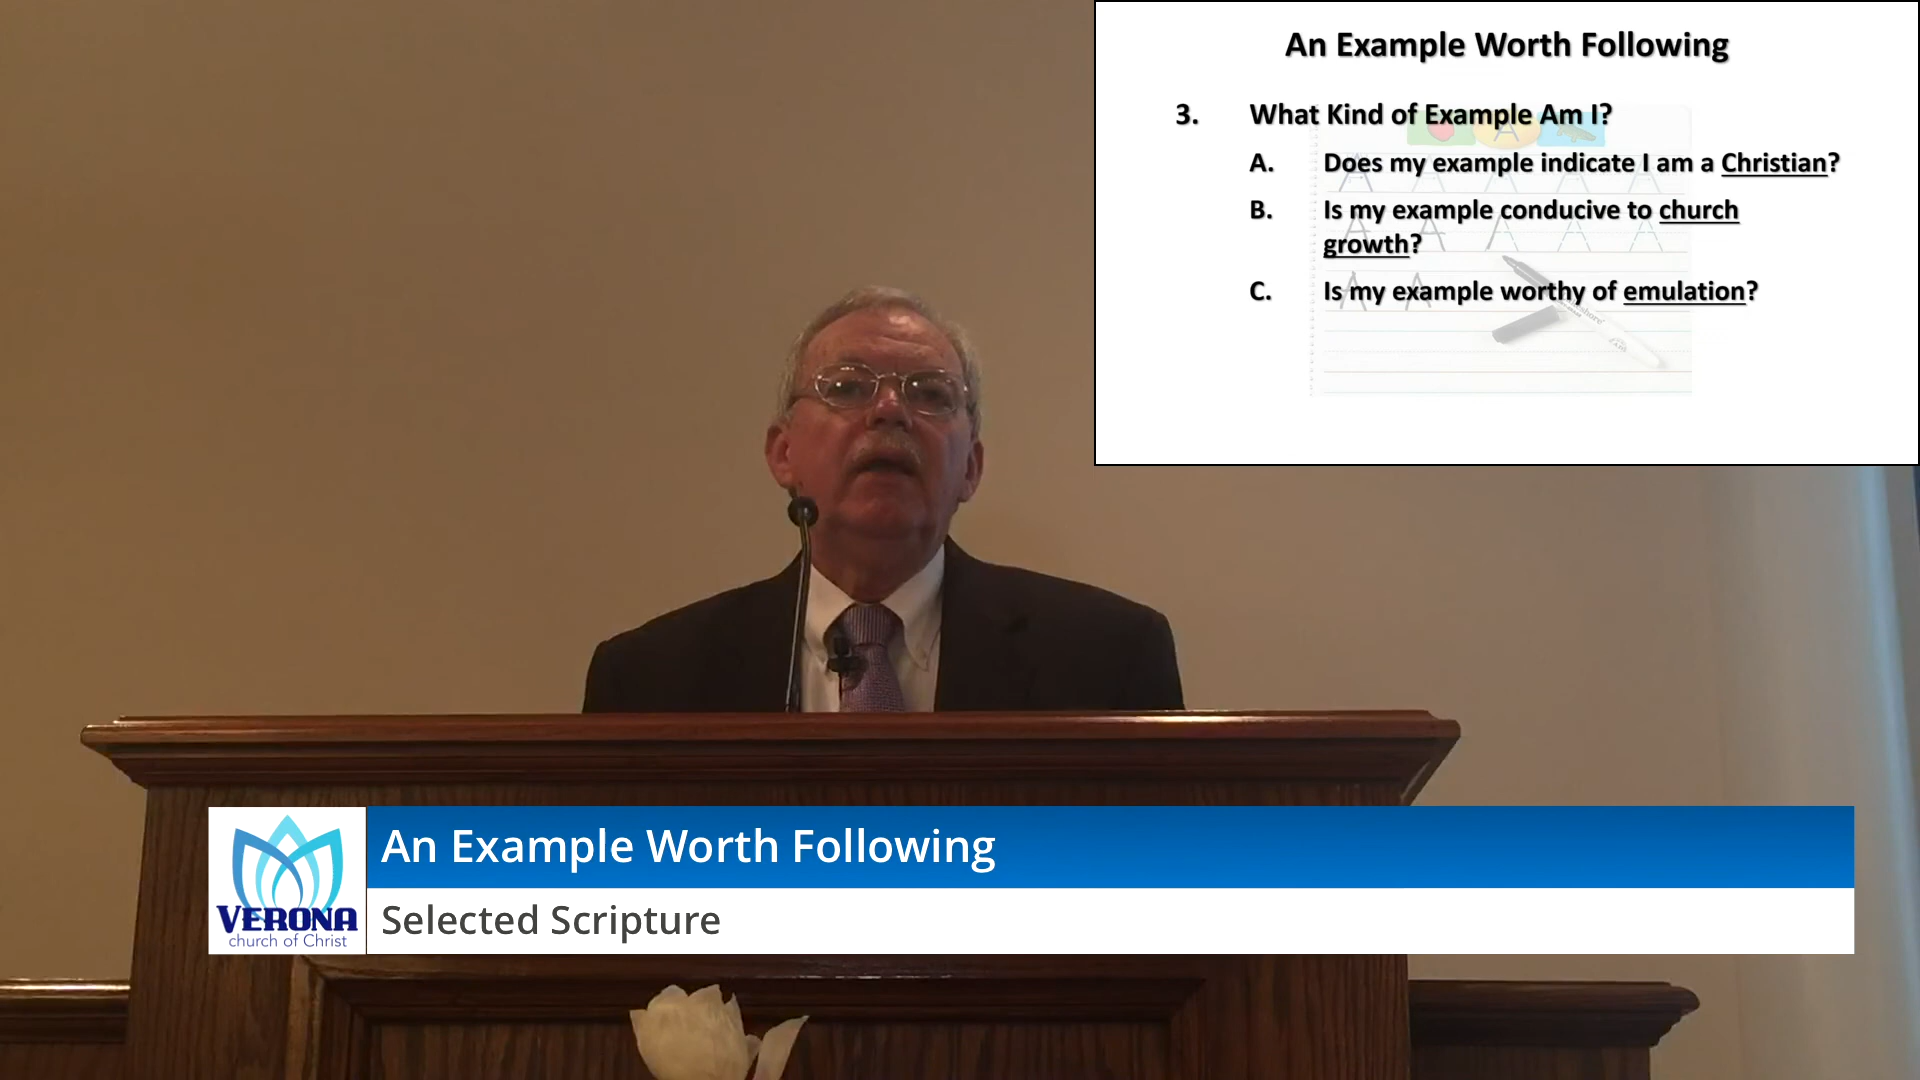 An Example Worth Following
3. What Kind of Example Am I?
A. Does my example indicate I am a Christian?
B. Is my example conducive to church
growth?
C. Is my example worthy of emulation?
An Example Worth Following
VERONA
church of Christ
Selected Scripture